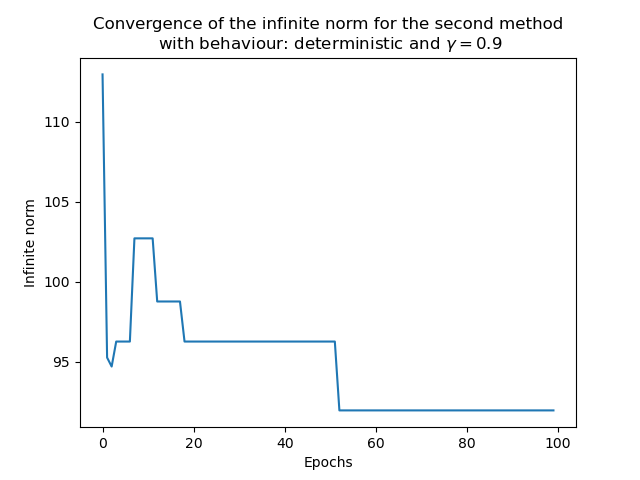 Convergence of the infinite norm for the second method
with behaviour: deterministic and γ = 0.9
Infinite norm
110
105
100
95
0 20 40 60 80 100
Epochs